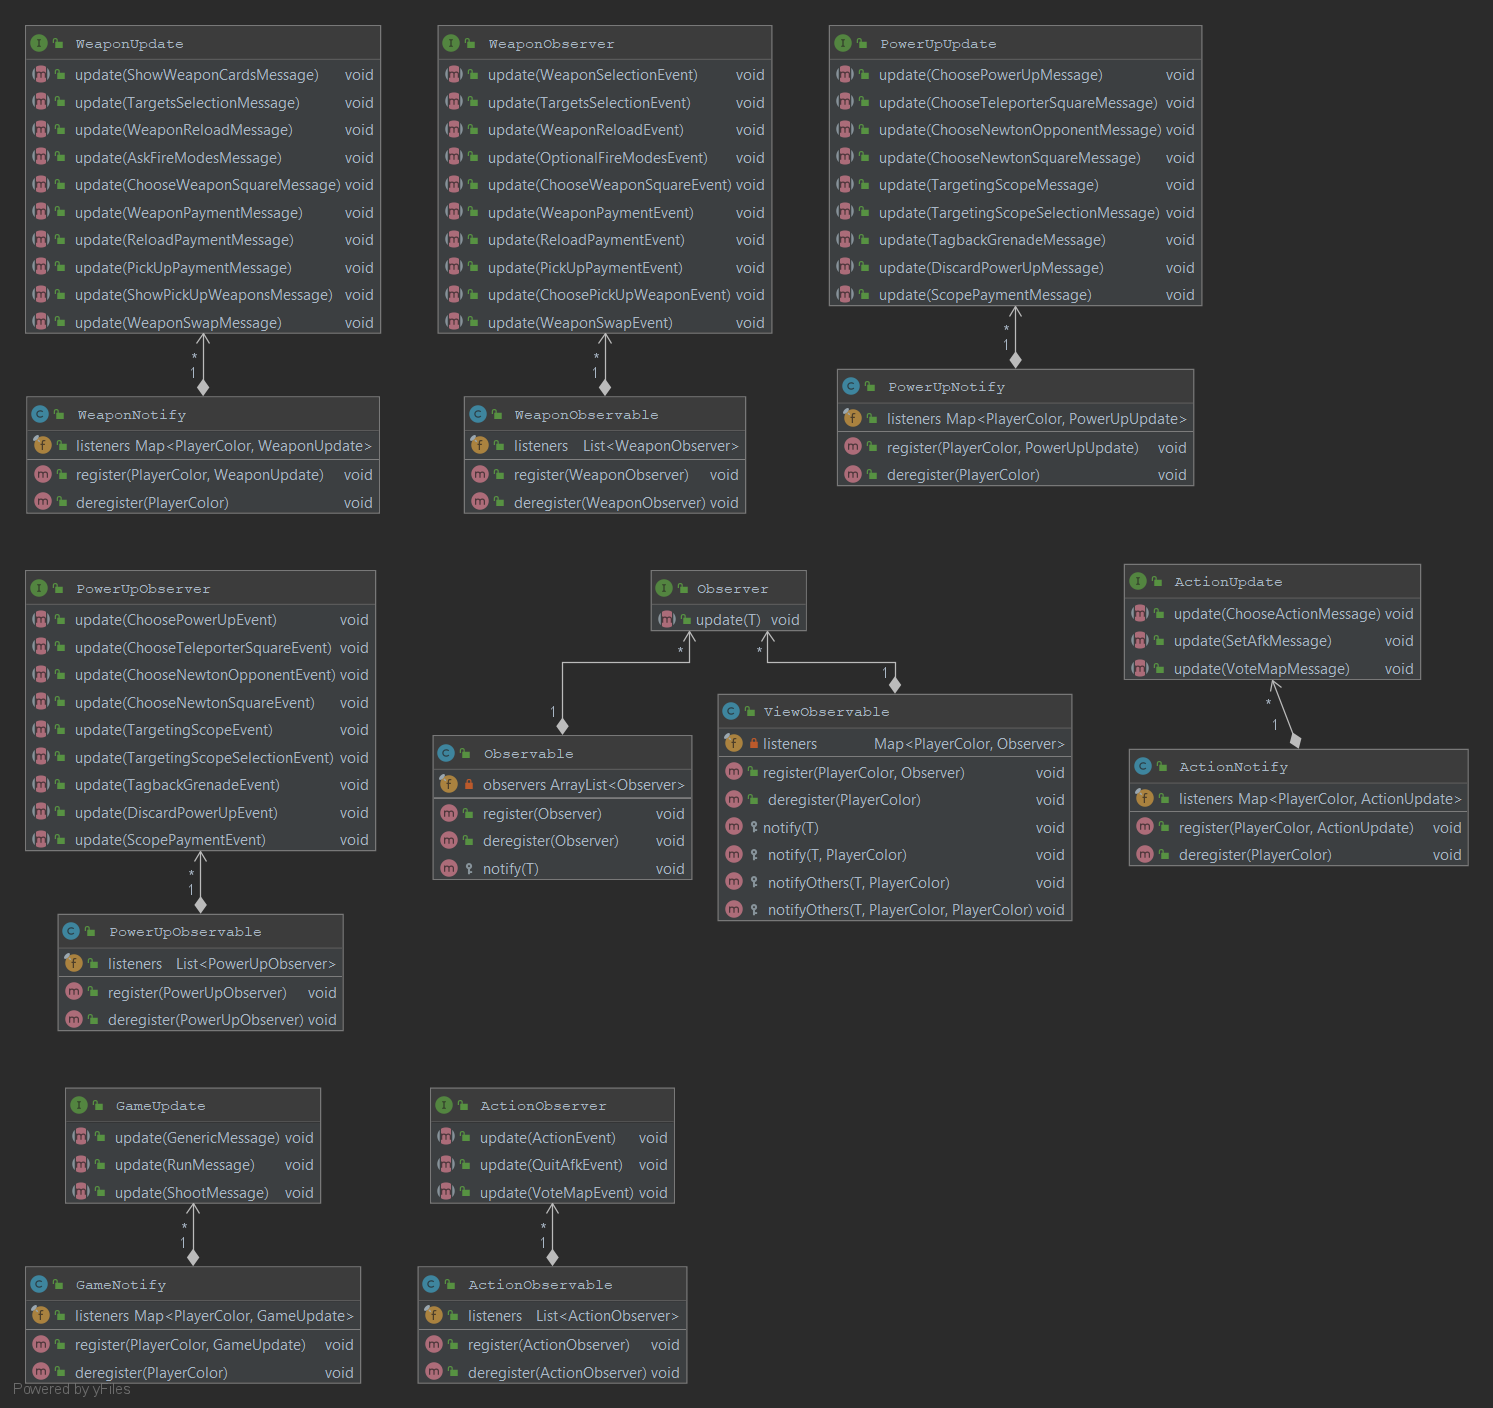 WeaponUpdate
update(ShowWeaponCardsMessage) void
update(TargetsSelectionMessage) void
update(WeaponReloadMessage) void
update(AskFireModesMessage) void
update(ChooseWeaponSquareMessage) void
update(WeaponPaymentMessage) void
update(ReloadPaymentMessage) void
update(PickUpPaymentMessage) void
update(ShowPickUpWeaponsMessage) void
update(WeaponSwapMessage) void
*
1
WeaponNotify
listeners Map<PlayerColor, WeaponUpdate>
register(PlayerColor, WeaponUpdate) void
deregister(PlayerColor) void
WeaponObserver
update(WeaponSelectionEvent) void
update(TargetsSelectionEvent) void
update(WeaponReloadEvent) void
update(OptionalFireModesEvent) void
update(ChooseWeaponSquareEvent) void
update(WeaponPaymentEvent) void
update(ReloadPaymentEvent) void
update(PickUpPaymentEvent) void
update(ChoosePickUpWeaponEvent) void
update(WeaponSwapEvent) void
*
1
WeaponObservable
listeners List<WeaponObserver>
register(WeaponObserver) void
deregister(WeaponObserver) void
PowerUpUpdate
update(ChoosePowerUpMessage) void
update(ChooseTeleporterSquareMessage) void
update(ChooseNewtonOpponentMessage) void
update(ChooseNewtonSquareMessage) void
update(TargetingScopeMessage) void
update(TargetingScopeSelectionMessage) void
update(TagbackGrenadeMessage) void
update(DiscardPowerUpMessage) void
update(ScopePaymentMessage) void
*
1
PowerUpNotify
listeners Map<PlayerColor, PowerUpUpdate>
register(PlayerColor, PowerUpUpdate) void
deregister(PlayerColor) void
PowerUpObserver
update(ChoosePowerUpEvent) void
update(ChooseTeleporterSquareEvent) void
update(ChooseNewtonOpponentEvent) void
update(ChooseNewtonSquareEvent) void
update(TargetingScopeEvent) void
update(TargetingScopeSelectionEvent) void
update(TagbackGrenadeEvent) void
update(DiscardPowerUpEvent) void
update(ScopePaymentEvent) void
*
1
PowerUpObservable
listeners List<PowerUpObserver>
register(PowerUpObserver) void
deregister(PowerUpObserver) void
Observer
update(T) void
*
*
1
1
Observable
observers ArrayList<Observer>
register(Observer) void
deregister(Observer) void
notify(T) void
ViewObservable
listeners Map<PlayerColor, Observer>
register(PlayerColor, Observer) void
deregister(PlayerColor) void
notify(T) void
notify(T, PlayerColor) void
notifyOthers(T, PlayerColor) void
notifyOthers(T, PlayerColor, PlayerColor) void
ActionUpdate
update(ChooseActionMessage) void
update(SetAfkMessage) void
update(VoteMapMessage) void
*
1
ActionNotify
listeners Map<PlayerColor, ActionUpdate>
register(PlayerColor, ActionUpdate) void
deregister(PlayerColor) void
GameUpdate
update(GenericMessage) void
update(RunMessage) void
update(ShootMessage) void
*
1
GameNotify
listeners Map<PlayerColor, GameUpdate>
register(PlayerColor, GameUpdate) void
deregister(PlayerColor) void
ActionObserver
update(ActionEvent) void
update(QuitAfkEvent) void
update(VoteMapEvent) void
*
1
ActionObservable
listeners List<ActionObserver>
register(ActionObserver) void
deregister(ActionObserver) void
Powered by yFiles